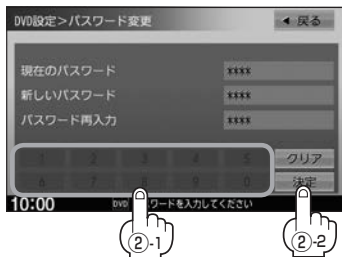 DVD設定＞パスワード変更
◀ 戻る
現在のパスワード ****
新しいパスワード ****
パスワード再入力 ****
1 2 3 4 5 クリア
6 7 8 9 0 決定
10:00
ワードを入力してください
②-1 ②-2